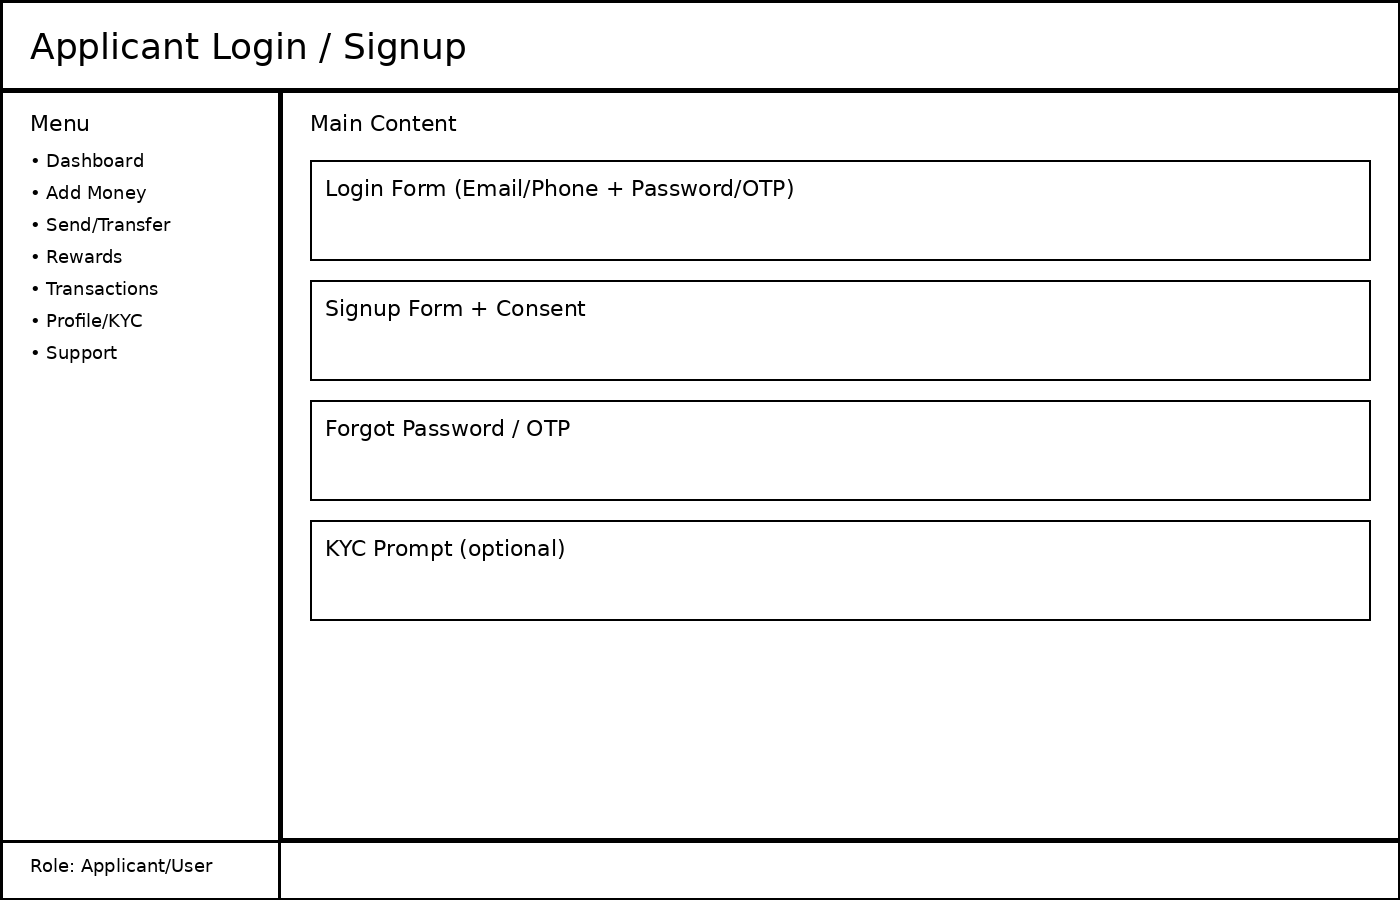 Applicant Login / Signup
Menu
• Dashboard
• Add Money
• Send/Transfer
• Rewards
• Transactions
• Profile/KYC
• Support
Main Content
Login Form (Email/Phone + Password/OTP)
Signup Form + Consent
Forgot Password / OTP
KYC Prompt (optional)
Role: Applicant/User